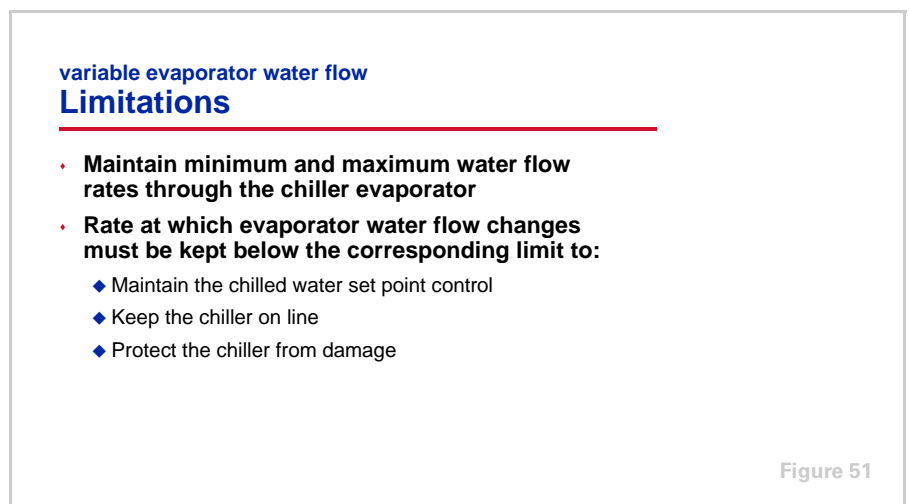 variable evaporator water flow
Limitations
Maintain minimum and maximum water flow
rates through the chiller evaporator
Rate at which evaporator water flow changes
must be kept below the corresponding limit to:
Maintain the chilled water set point control
Keep the chiller on line
Protect the chiller from damage
Figure 51